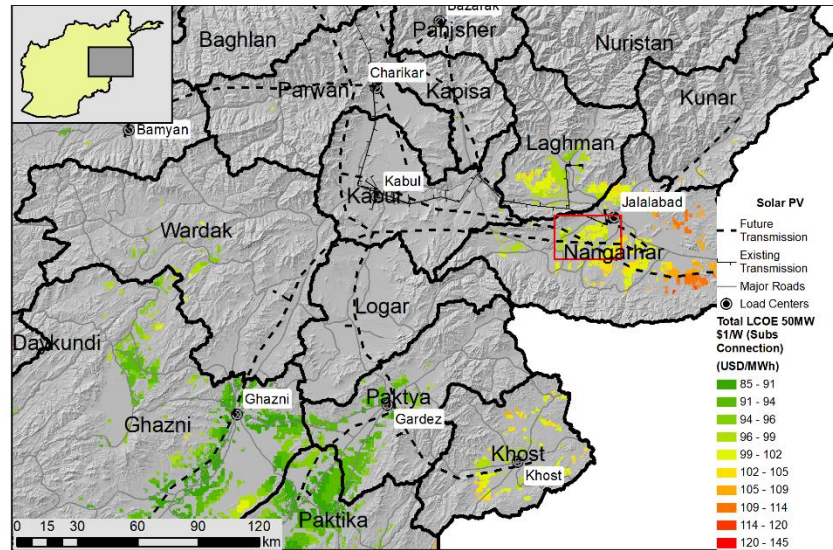 Bazarak
Baghlan
Panjsher
Nuristan
Charikar
Parwan
Kapisa
Kunar
Bamyan
Laghman
Kabul
Kabul
Jalalabad
Wardak
Nangarhar
Logar
Daykundi
Ghazni
Ghazni
Paktya
Gardez
Khost
Khost
Paktika
0 15 30 60 90 120
km
Solar PV
Future
Transmission
Existing
Transmission
Major Roads
Load Centers
Total LCOE 50MW
$1/W (Subs
Connection)
(USD/MWh)
85 - 91
91 - 94
94 - 96
96 - 99
99 - 102
102 - 105
105 - 109
109 - 114
114 - 120
120 - 145